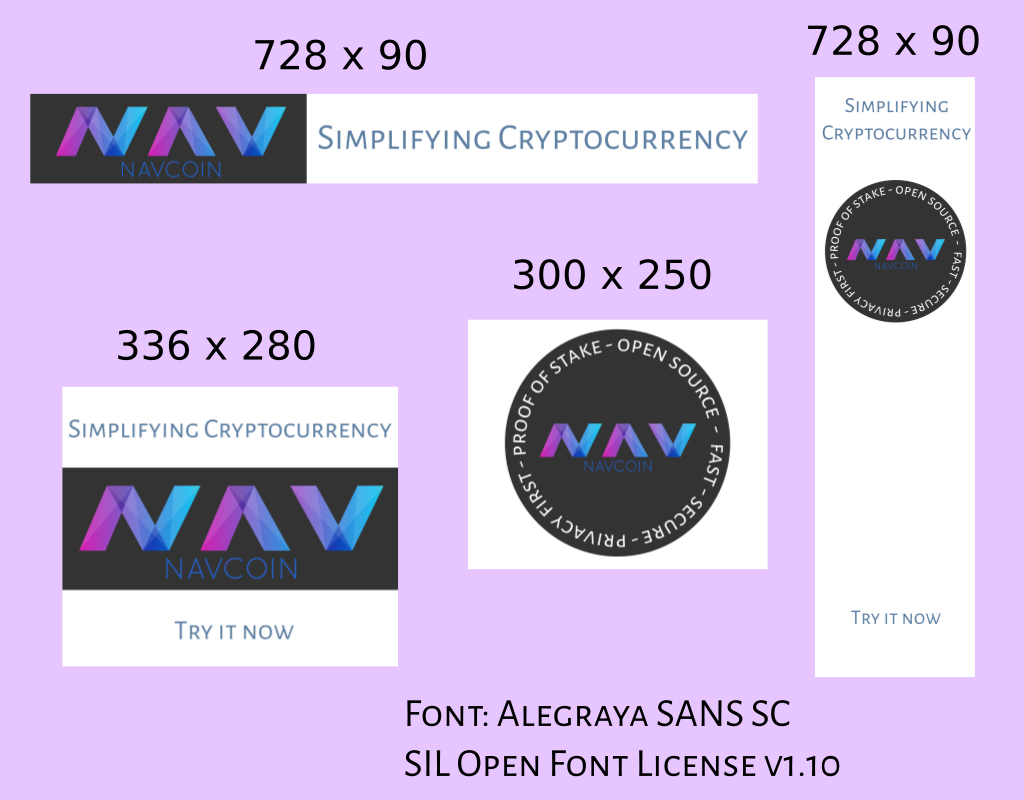 728 x 90
NAV
NAVCOIN
Simplifying Cryptocurrency
728 x 90
Simplifying
Cryptocurrency
PROOF OF STAKE - OPEN SOURCE - FAST - SECURE - PRIVACY FIRST -
NAV
NAVCOIN
Try it now
300 x 250
PROOF OF STAKE - OPEN SOURCE - FAST - SECURE - PRIVACY FIRST -
NAV
NAVCOIN
336 x 280
Simplifying Cryptocurrency
NAV
NAVCOIN
Try it now
Font: Alegraya SANS SC
SIL Open Font License v1.10